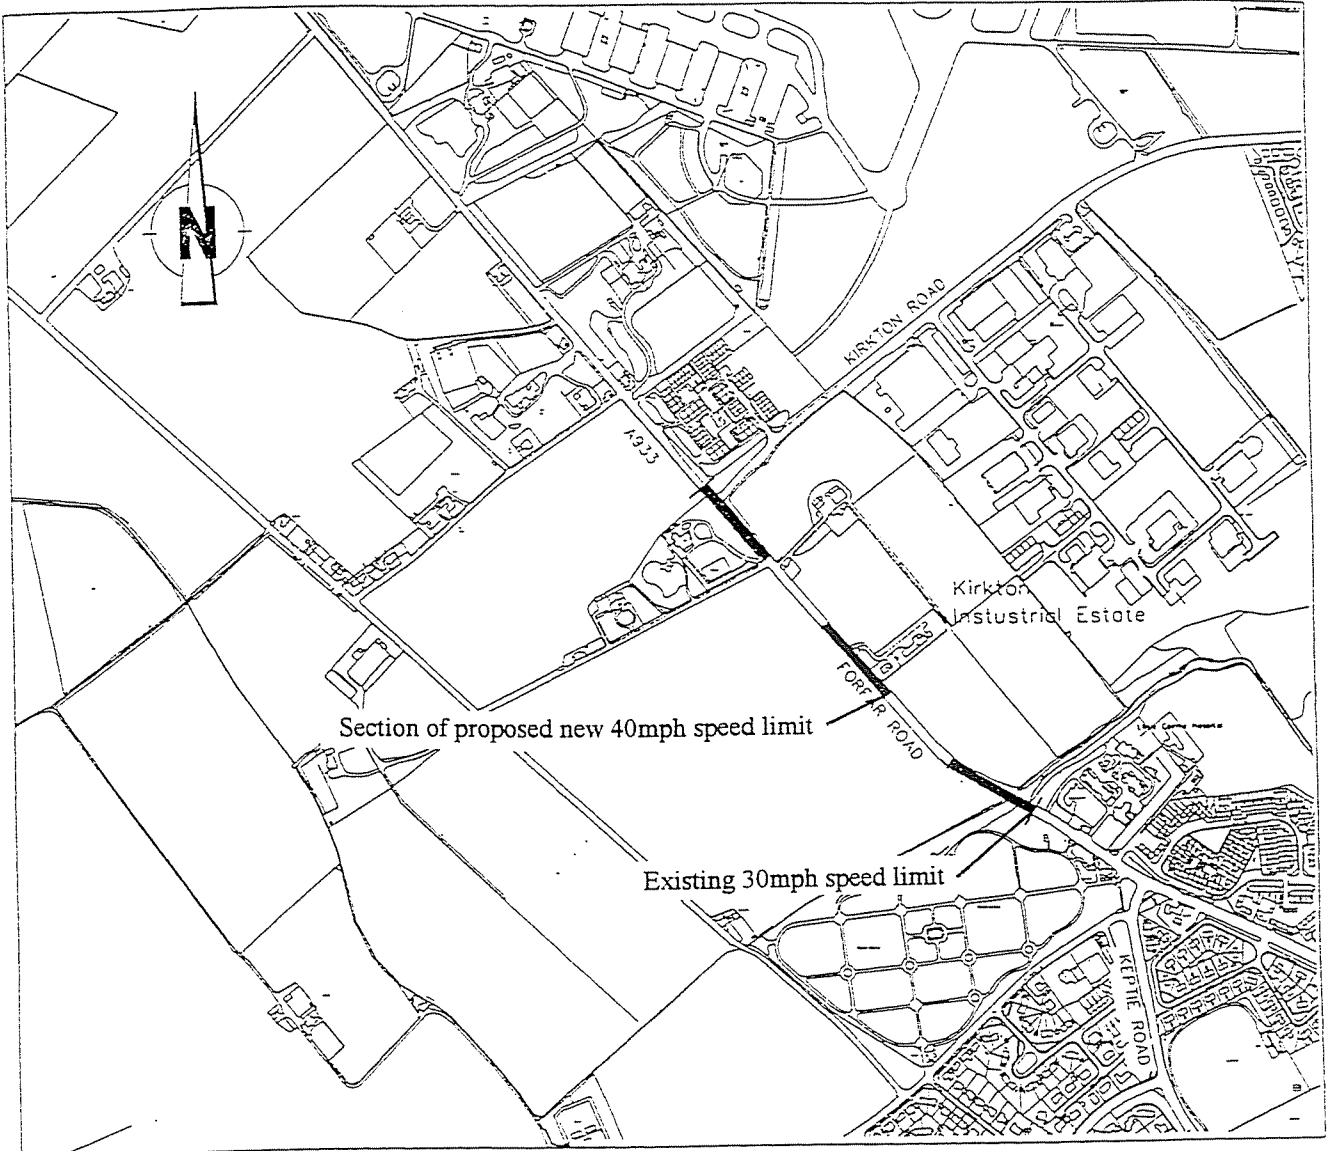 N
KIRKTON ROAD
A933
Kirkton
Instustrial Estate
FORFAR ROAD
Section of proposed new 40mph speed limit
Existing 30mph speed limit
KEPTIE ROAD